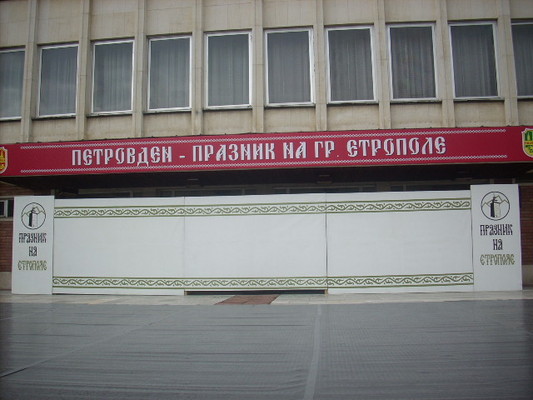 ПЕТРОВДЕН - ПРАЗНИК НА ГР. ЕТРОПОЛЕ
ПРАЗНИК
НА
ЕТРОПОЛЕ
ПРАЗНИК
НА
ЕТРОПОЛЕ